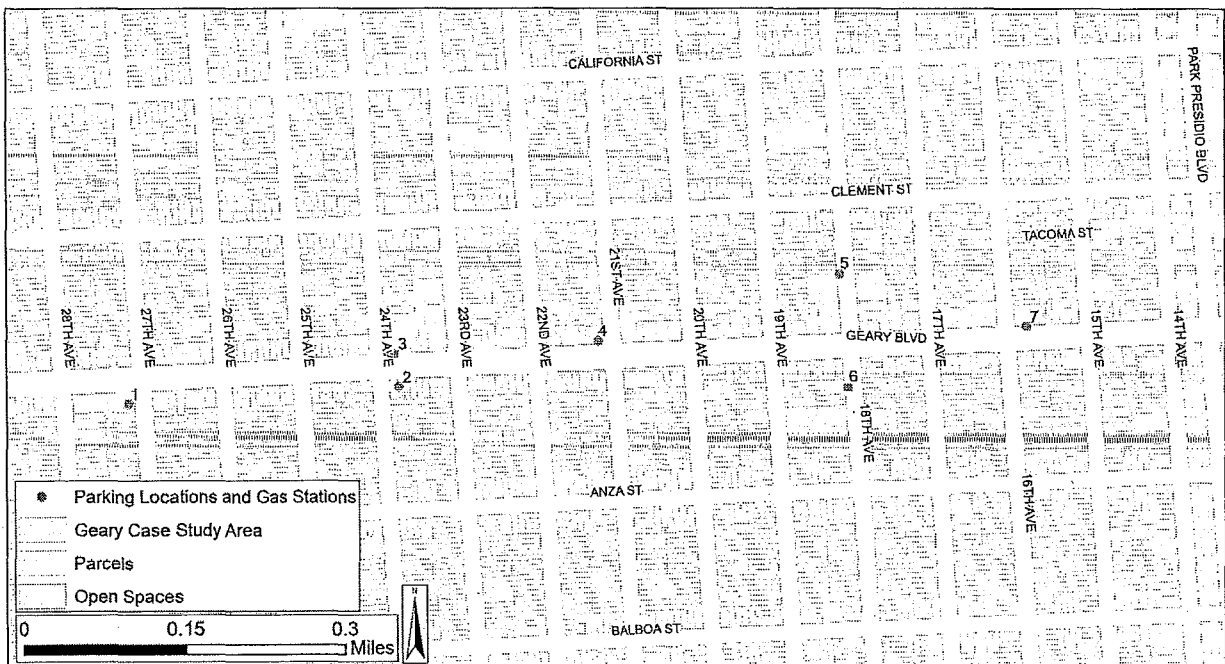 CALIFORNIA ST
PARK PRESIDIO BLVD
CLEMENT ST
TACOMA ST
5
21ST AVE
28TH AVE
27TH AVE
26TH AVE
25TH AVE
24TH AVE
23RD AVE
22ND AVE
4
20TH AVE
19TH AVE
GEARY BLVD
17TH AVE
7
15TH AVE
14TH AVE
3
2
1
6
18TH AVE
16TH AVE
ANZA ST
BALBOA ST
Parking Locations and Gas Stations
Geary Case Study Area
Parcels
Open Spaces
0 0.15 0.3
Miles
N